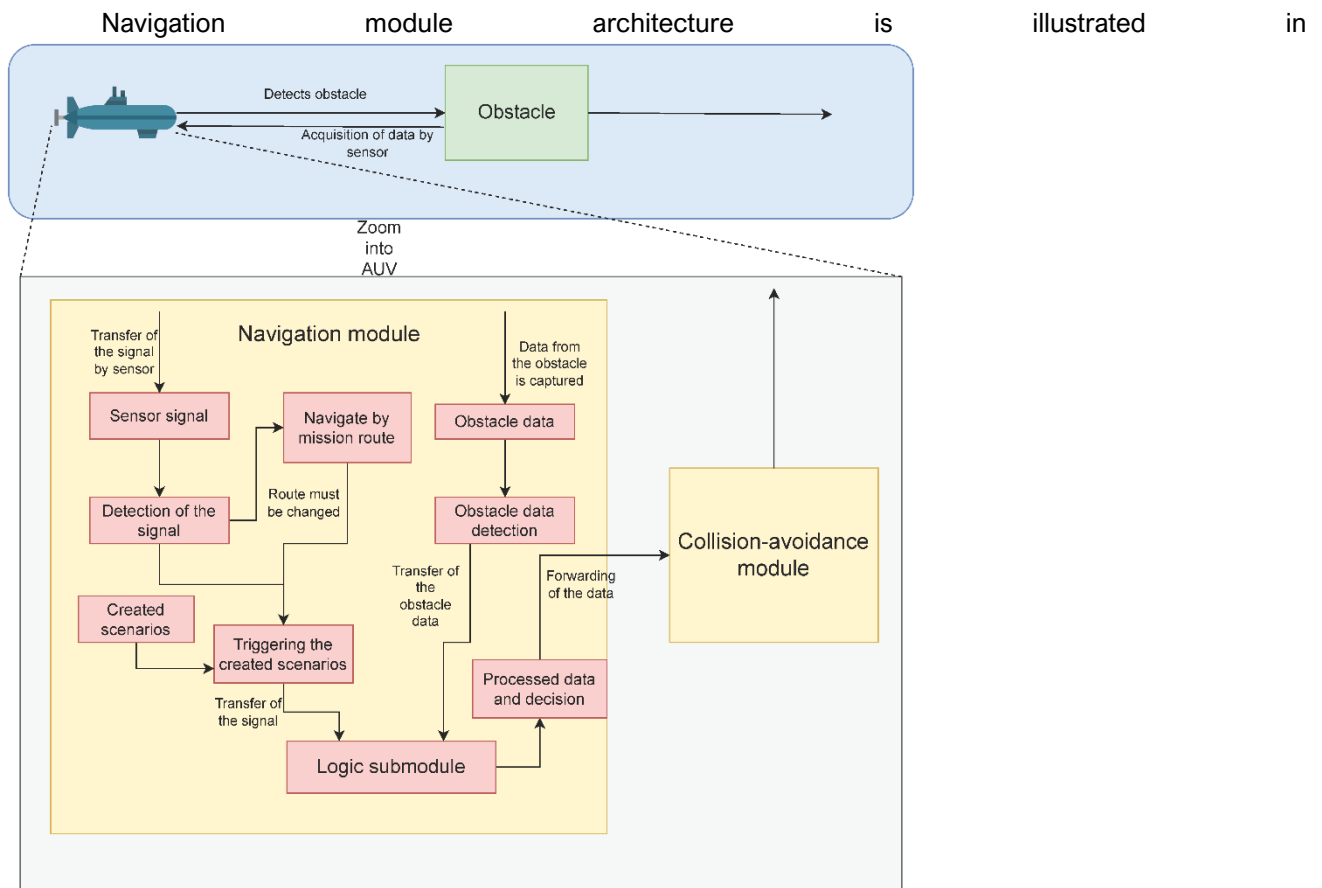 Navigation module architecture is illustrated in
Detects obstacle
Acquisition of data by
sensor
Obstacle
Zoom
into
AUV
Navigation module
Transfer of
the signal
by sensor
Data from
the obstacle
is captured
Sensor signal
Navigate by
mission route
Obstacle data
Route must
be changed
Detection of the
signal
Obstacle data
detection
Collision-avoidance
module
Transfer of
the
obstacle
data
Forwarding
of the data
Created
scenarios
Triggering the
created scenarios
Processed data
and decision
Transfer of
the signal
Logic submodule